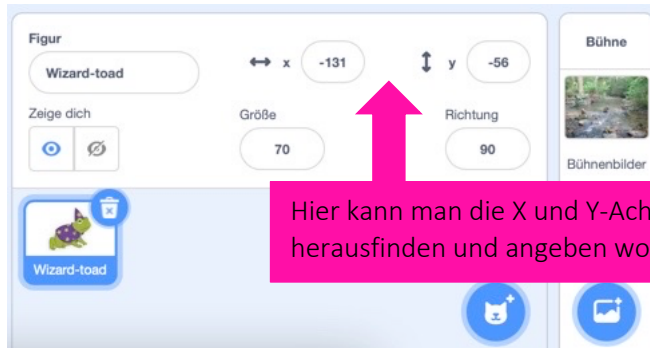 Figur
Wizard-toad
x -131
y -56
Bühne
Zeige dich
Größe
70
Richtung
90
Bühnenbilder
Hier kann man die X und Y-Ach
herausfinden und angeben wo
Wizard-toad